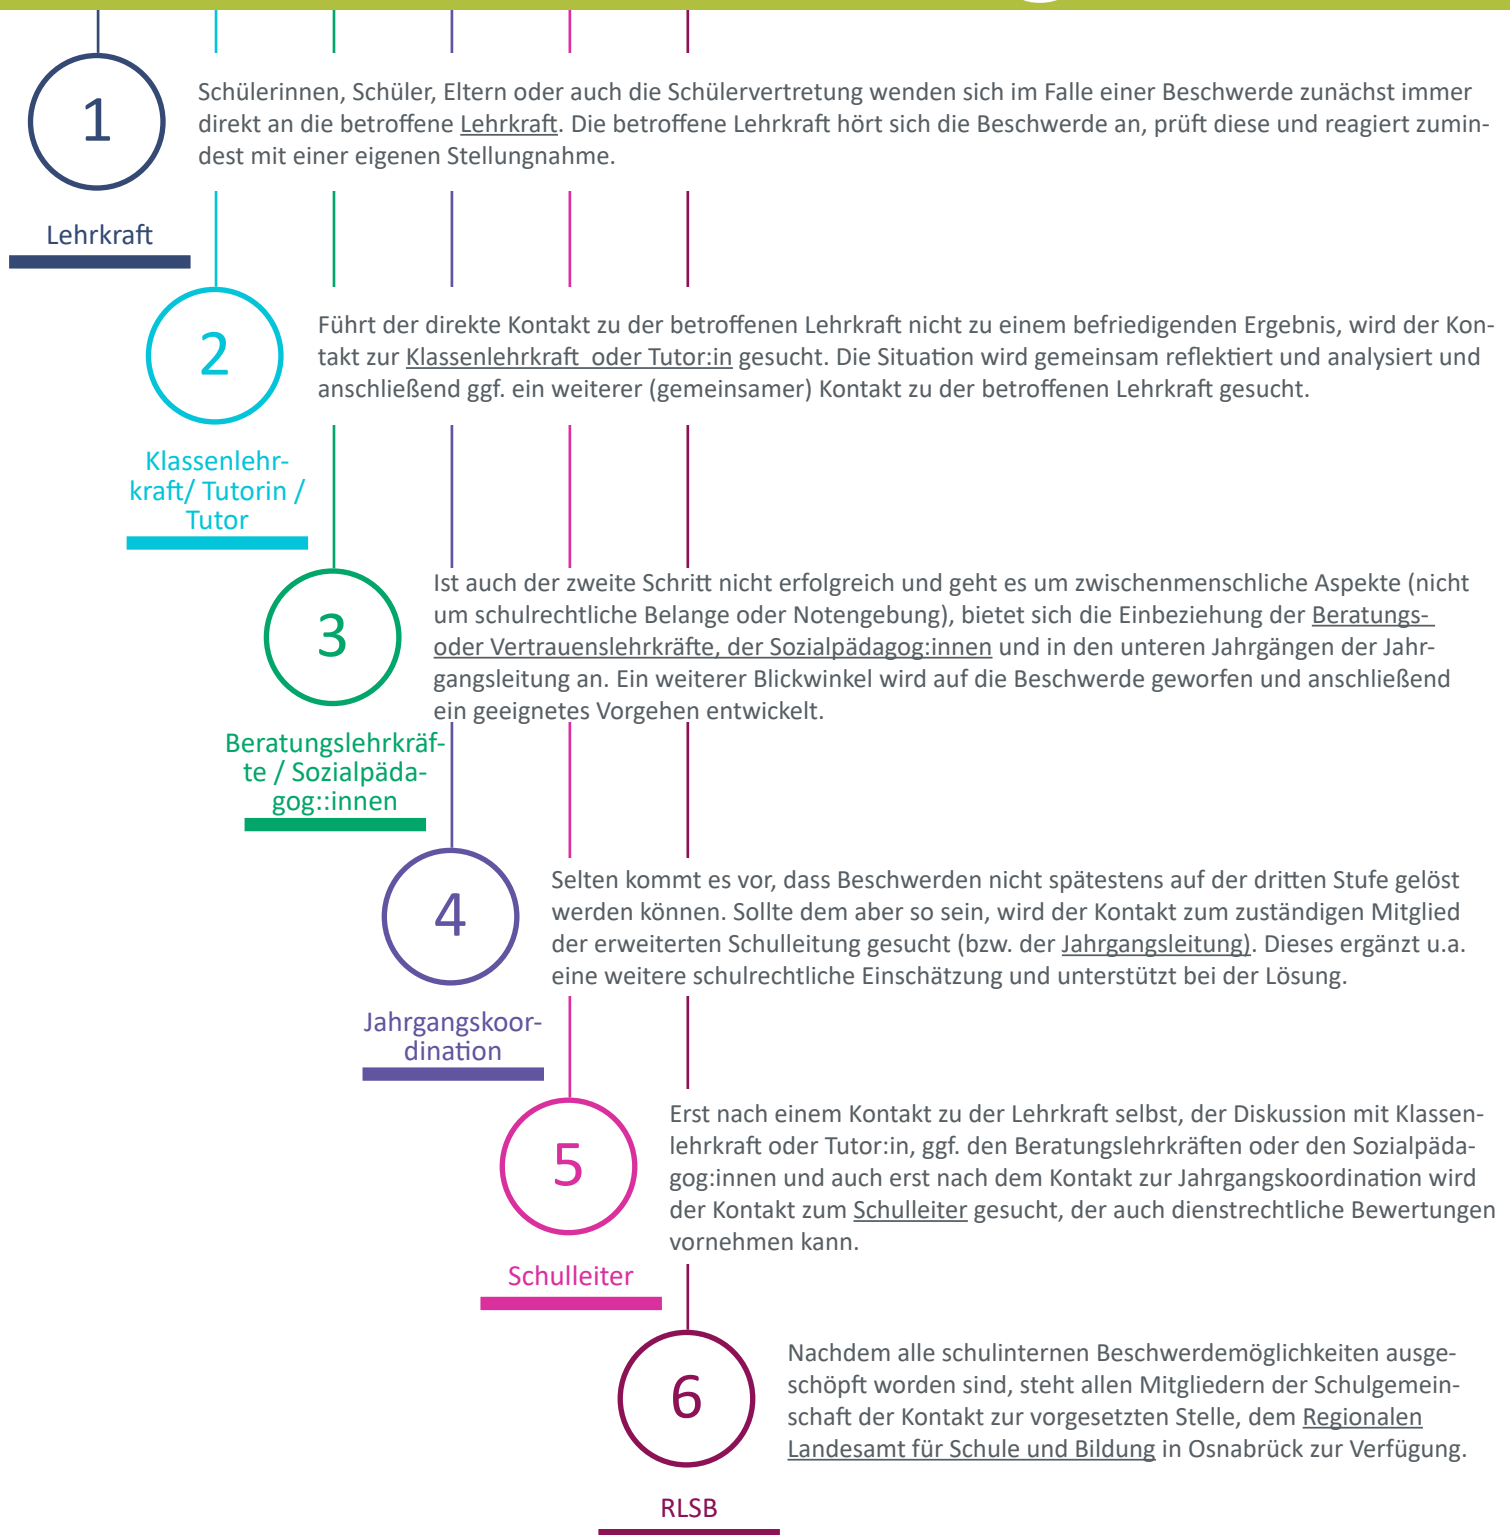 1
Schülerinnen, Schüler, Eltern oder auch die Schülervertretung wenden sich im Falle einer Beschwerde zunächst immer
direkt an die betroffene Lehrkraft. Die betroffene Lehrkraft hört sich die Beschwerde an, prüft diese und reagiert zumin-
dest mit einer eigenen Stellungnahme.
Lehrkraft
2
Führt der direkte Kontakt zu der betroffenen Lehrkraft nicht zu einem befriedigenden Ergebnis, wird der Kon-
takt zur Klassenlehrkraft oder Tutor:in gesucht. Die Situation wird gemeinsam reflektiert und analysiert und
anschließend ggf. ein weiterer (gemeinsamer) Kontakt zu der betroffenen Lehrkraft gesucht.
Klassenlehr-
kraft/ Tutorin /
Tutor
3
Ist auch der zweite Schritt nicht erfolgreich und geht es um zwischenmenschliche Aspekte (nicht
um schulrechtliche Belange oder Notengebung), bietet sich die Einbeziehung der Beratungs-
oder Vertrauenslehrkräfte, der Sozialpädagog:innen und in den unteren Jahrgängen der Jahr-
gangsleitung an. Ein weiterer Blickwinkel wird auf die Beschwerde geworfen und anschließend
ein geeignetes Vorgehen entwickelt.
Beratungslehrkräf-
te / Sozialpäda-
gog::innen
4
Selten kommt es vor, dass Beschwerden nicht spätestens auf der dritten Stufe gelöst
werden können. Sollte dem aber so sein, wird der Kontakt zum zuständigen Mitglied
der erweiterten Schulleitung gesucht (bzw. der Jahrgangsleitung). Dieses ergänzt u.a.
eine weitere schulrechtliche Einschätzung und unterstützt bei der Lösung.
Jahrgangskoor-
dination
5
Erst nach einem Kontakt zu der Lehrkraft selbst, der Diskussion mit Klassen-
lehrkraft oder Tutor:in, ggf. den Beratungslehrkräften oder den Sozialpäda-
gog:innen und auch erst nach dem Kontakt zur Jahrgangskoordination wird
der Kontakt zum Schulleiter gesucht, der auch dienstrechtliche Bewertungen
vornehmen kann.
Schulleiter
6
Nachdem alle schulinternen Beschwerdemöglichkeiten ausge-
schöpft worden sind, steht allen Mitgliedern der Schulgemein-
schaft der Kontakt zur vorgesetzten Stelle, dem Regionalen
Landesamt für Schule und Bildung in Osnabrück zur Verfügung.
RLSB